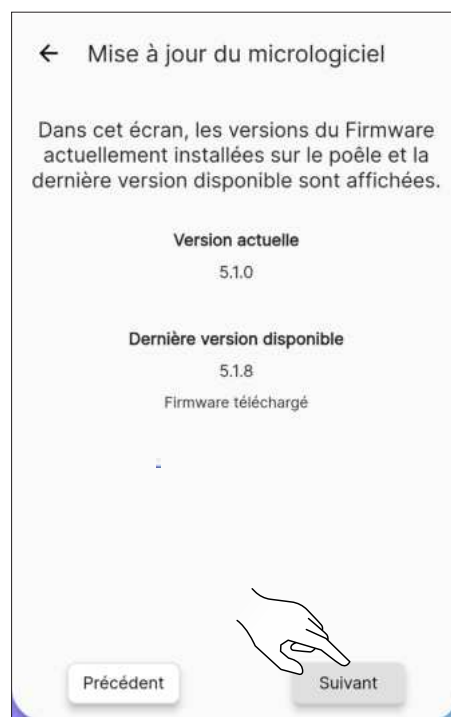 Mise à jour du micrologiciel
Dans cet écran, les versions du Firmware
actuellement installées sur le poêle et la
dernière version disponible sont affichées.
Version actuelle
5.1.0
Dernière version disponible
5.1.8
Firmware téléchargé
Précédent Suivant